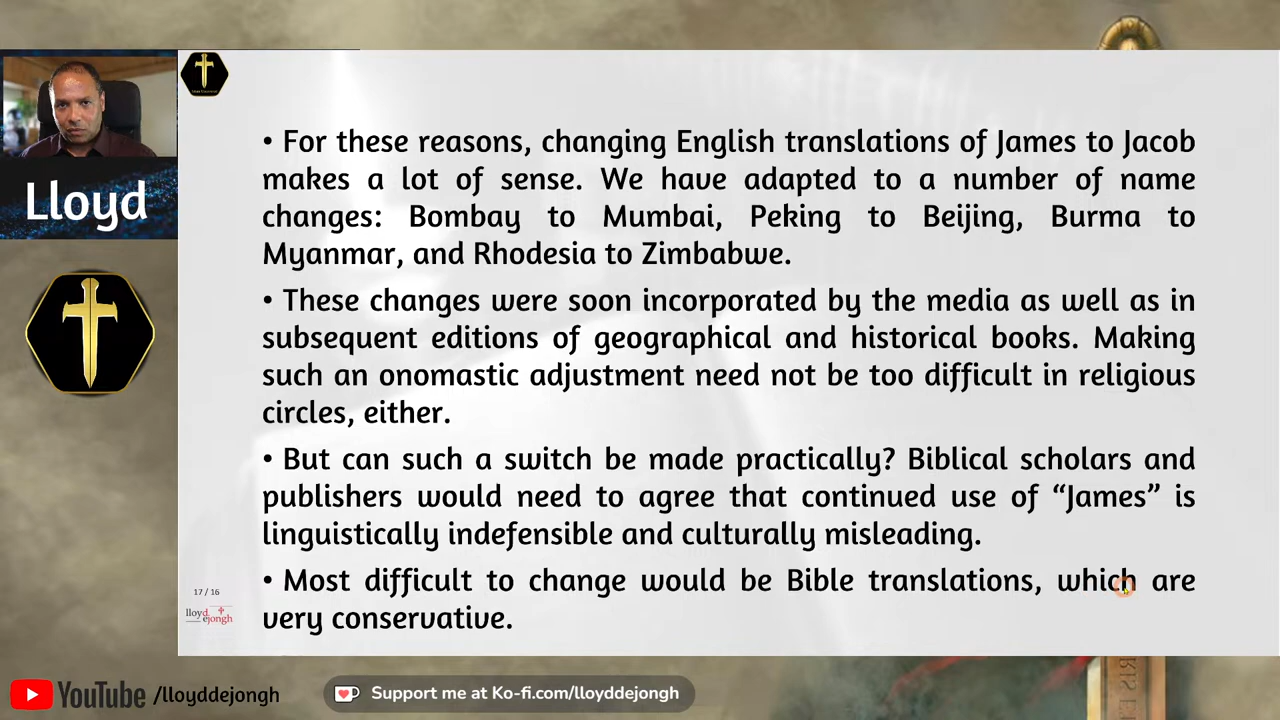 Lloyd
• For these reasons, changing English translations of James to Jacob
makes a lot of sense. We have adapted to a number of name
changes: Bombay to Mumbai, Peking to Beijing, Burma to
Myanmar, and Rhodesia to Zimbabwe.
• These changes were soon incorporated by the media as well as in
subsequent editions of geographical and historical books. Making
such an onomastic adjustment need not be too difficult in religious
circles, either.
• But can such a switch be made practically? Biblical scholars and
publishers would need to agree that continued use of “James” is
linguistically indefensible and culturally misleading.
• Most difficult to change would be Bible translations, which are
very conservative.
17 / 16
lloyd
dejongh
YouTube /lloyddejongh
Support me at Ko-fi.com/lloyddejongh